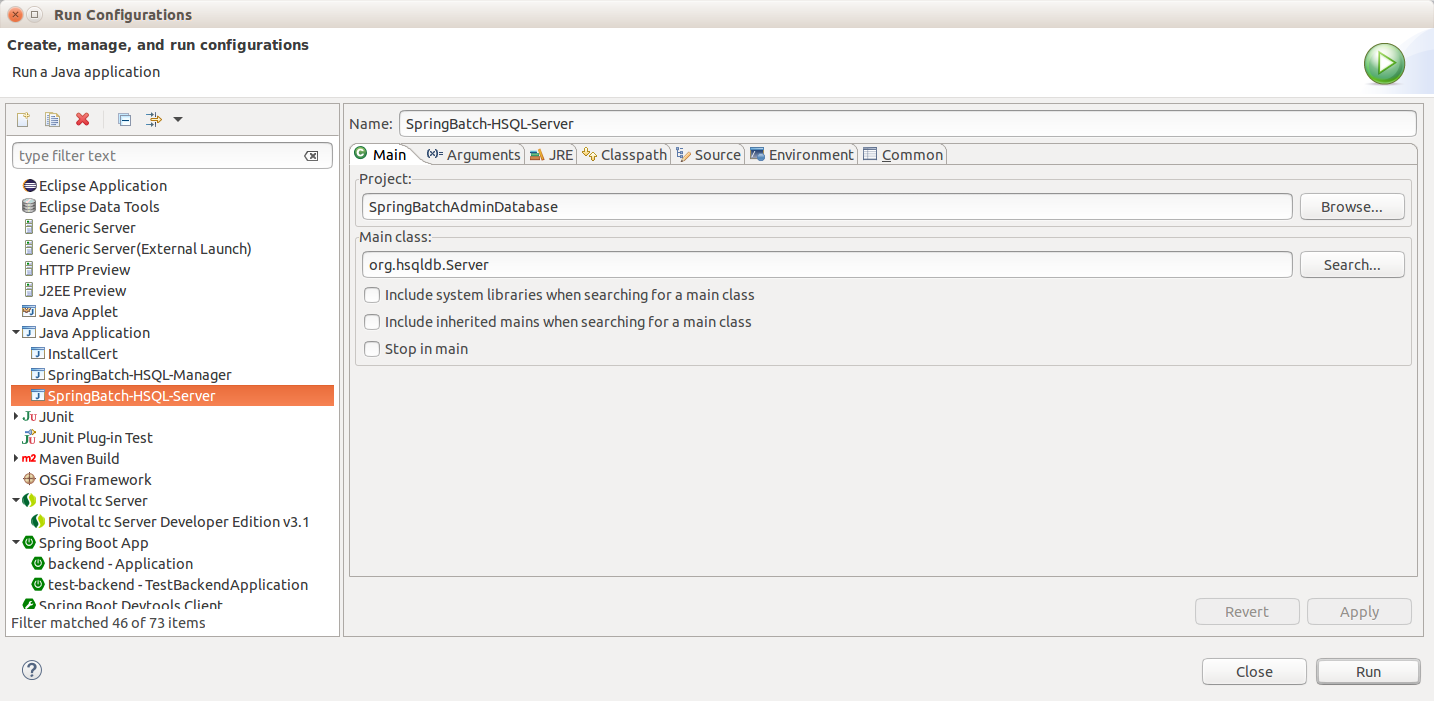 Run Configurations
Create, manage, and run configurations
Run a Java application
type filter text
Eclipse Application
Eclipse Data Tools
Generic Server
Generic Server(External Launch)
HTTP Preview
J2EE Preview
Java Applet
Java Application
InstallCert
SpringBatch-HSQL-Manager
SpringBatch-HSQL-Server
JUnit
JUnit Plug-in Test
Maven Build
OSGi Framework
Pivotal tc Server
Pivotal tc Server Developer Edition v3.1
Spring Boot App
backend - Application
test-backend - TestBackendApplication
Spring Boot Devtools Client
Filter matched 46 of 73 items
Name: SpringBatch-HSQL-Server
Main (x)= Arguments JRE Classpath Source Environment Common
Project:
SpringBatchAdminDatabase Browse...
Main class:
org.hsqldb.Server Search...
Include system libraries when searching for a main class
Include inherited mains when searching for a main class
Stop in main
Revert Apply
Close Run